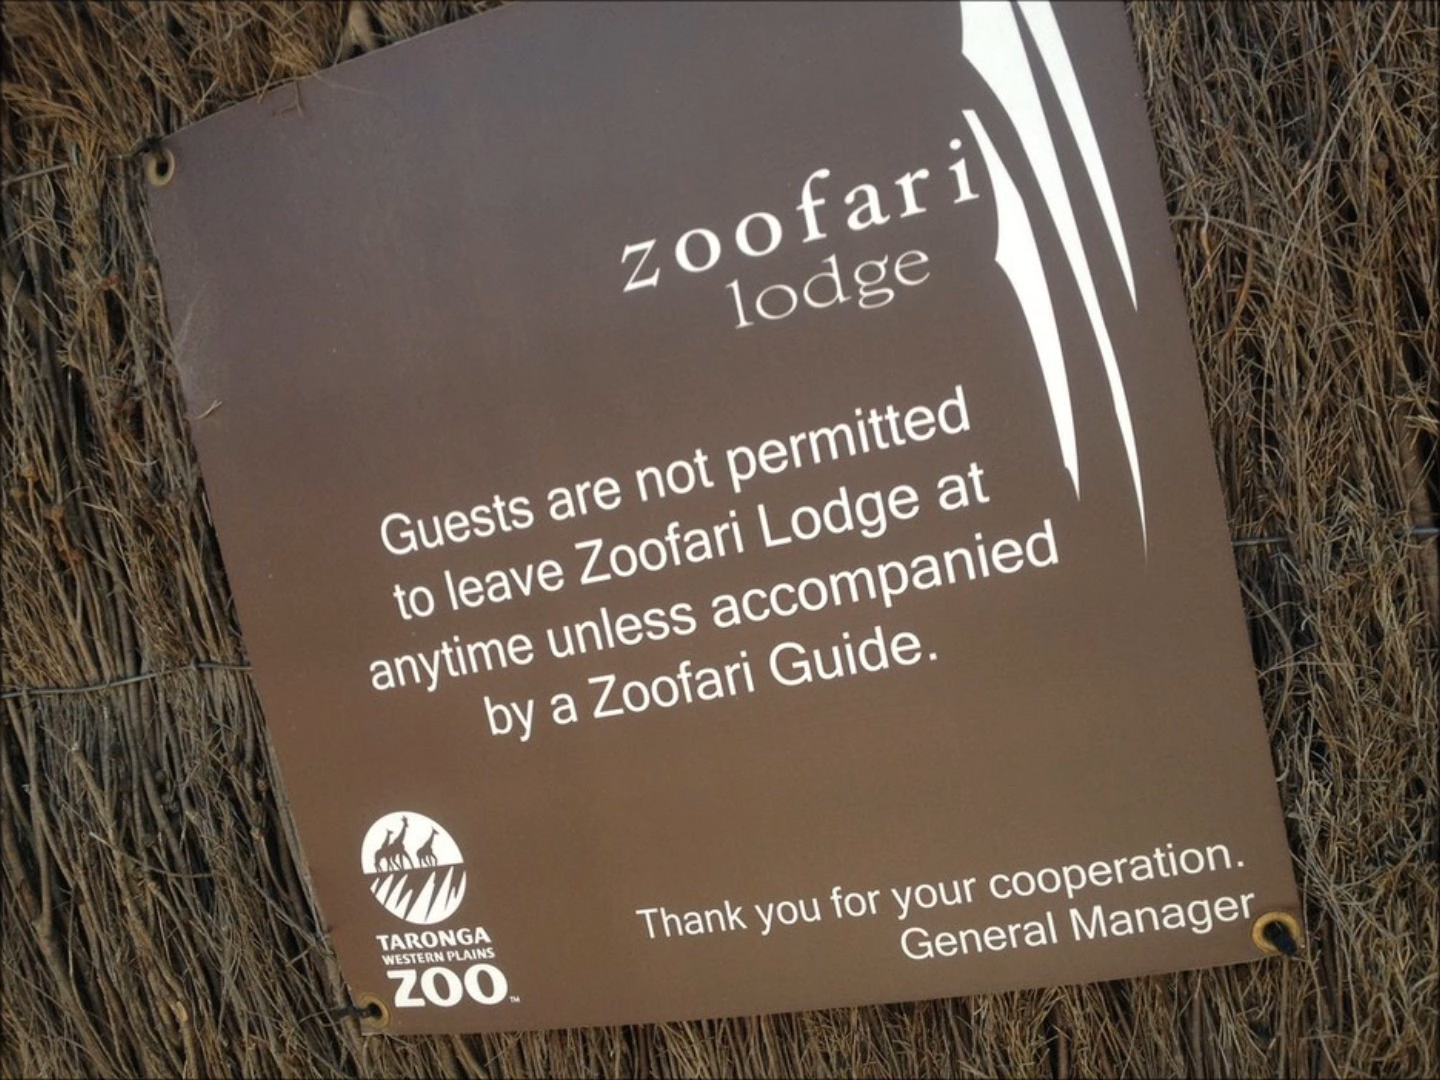 zoofari
lodge
Guests are not permitted
to leave Zoofari Lodge at
anytime unless accompanied
by a Zoofari Guide.
TARONGA
WESTERN PLAINS
ZOO™
Thank you for your cooperation.
General Manager